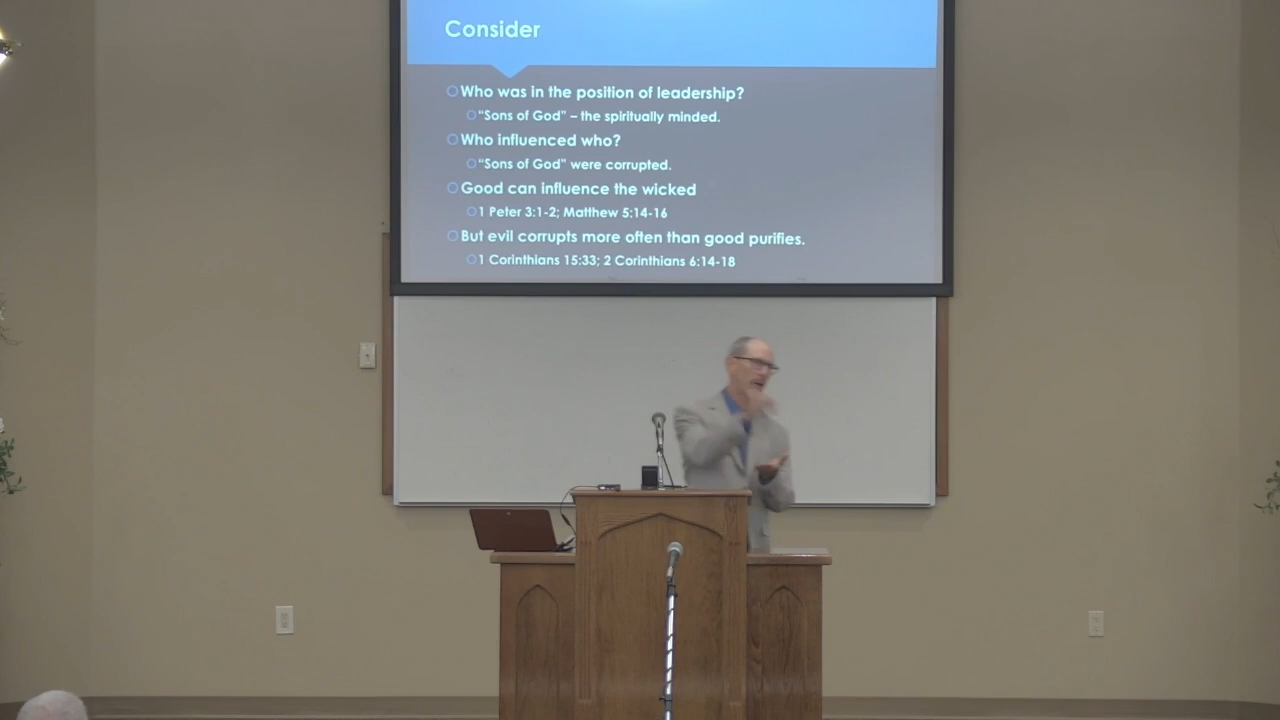 Consider
Who was in the position of leadership?
“Sons of God” – the spiritually minded.
Who influenced who?
“Sons of God” were corrupted.
Good can influence the wicked
1 Peter 3:1-2; Matthew 5:14-16
But evil corrupts more often than good purifies.
1 Corinthians 15:33; 2 Corinthians 6:14-18